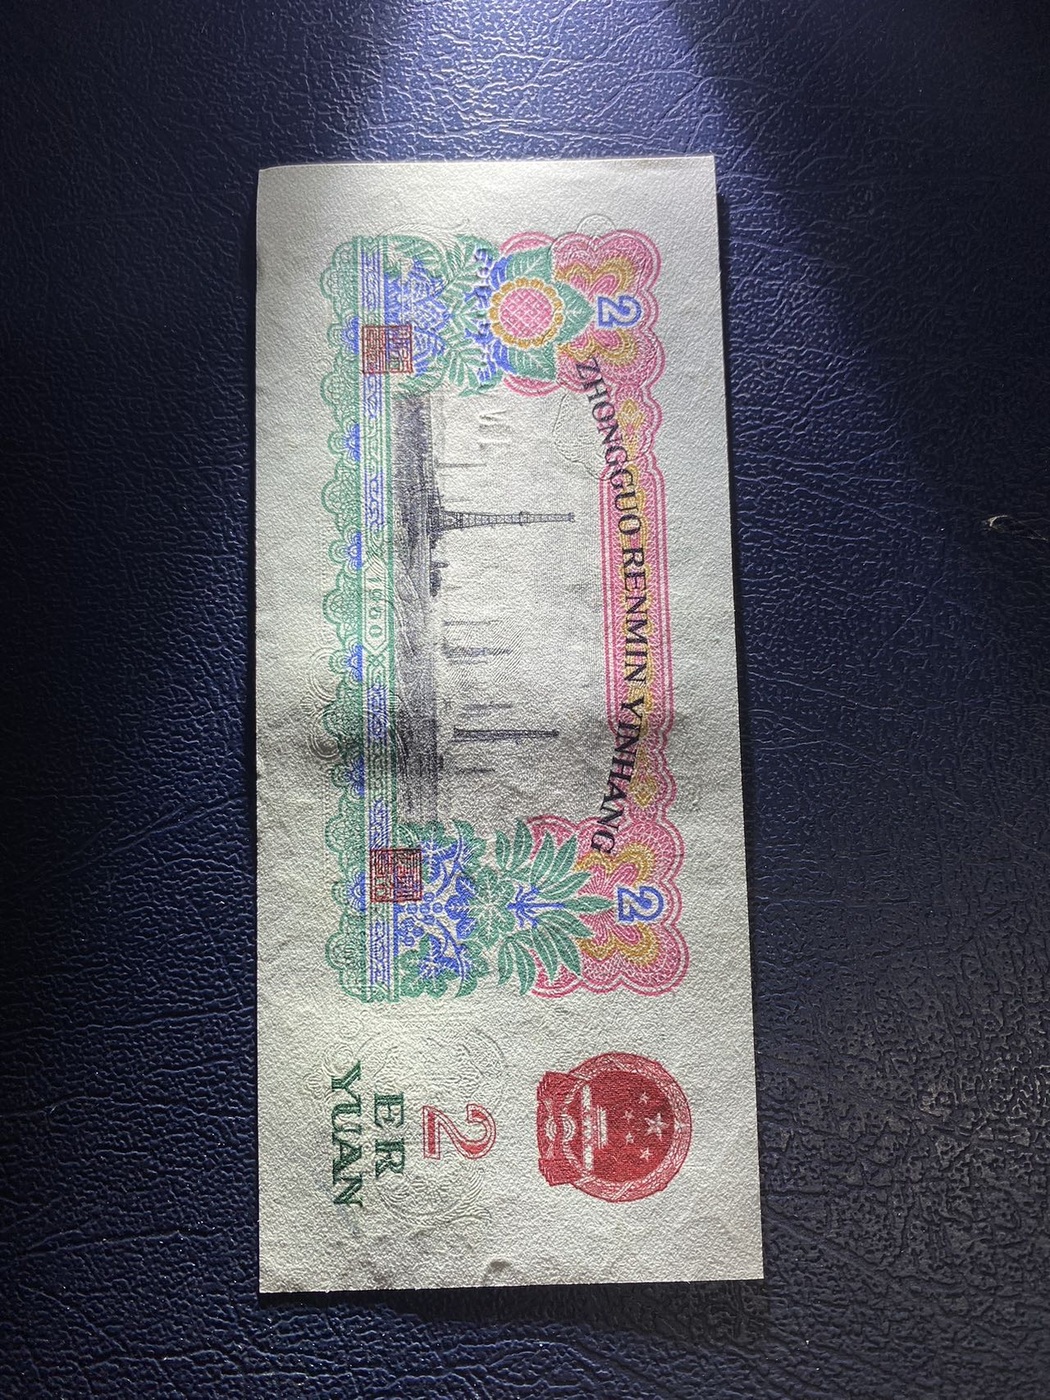 2
2
ZHONGGUO RENMIN YINHANG
1960
2
ER
YUAN